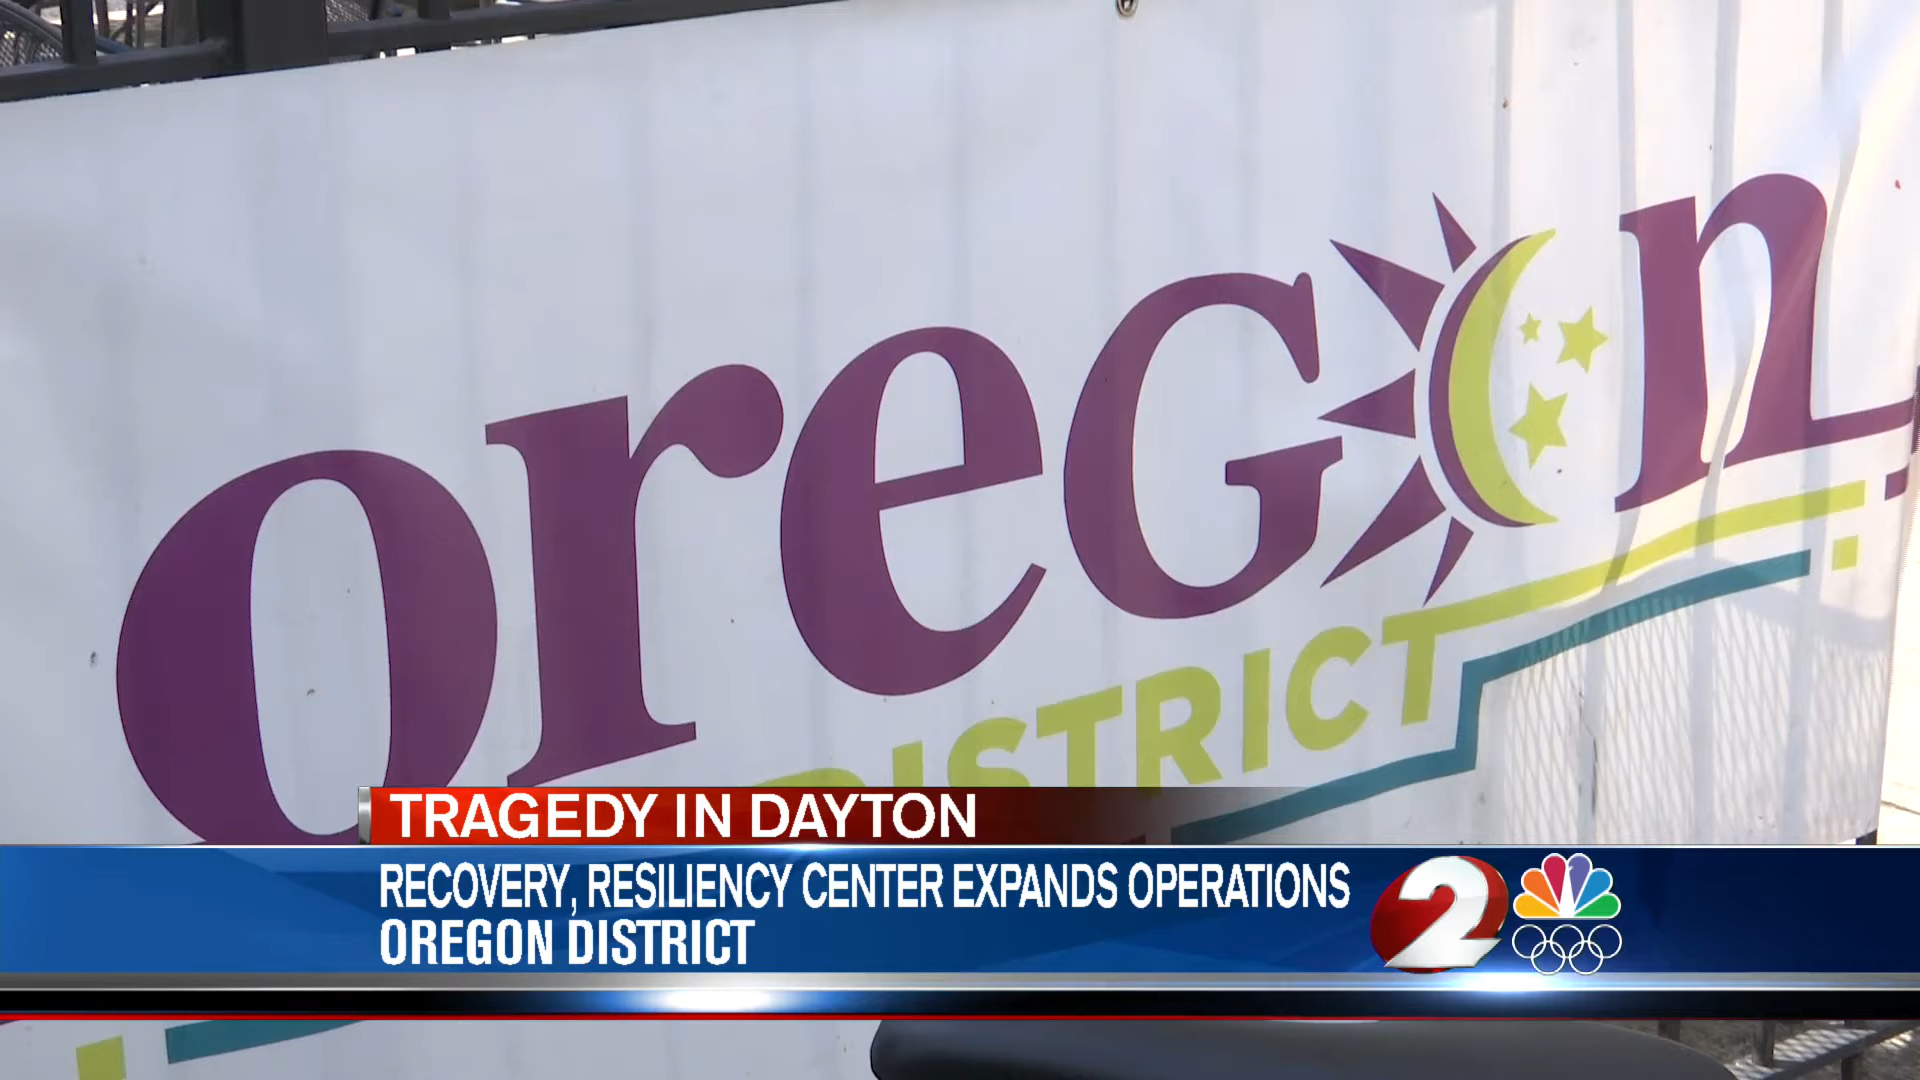 oregon
DISTRICT
TRAGEDY IN DAYTON
RECOVERY, RESILIENCY CENTER EXPANDS OPERATIONS
OREGON DISTRICT
2